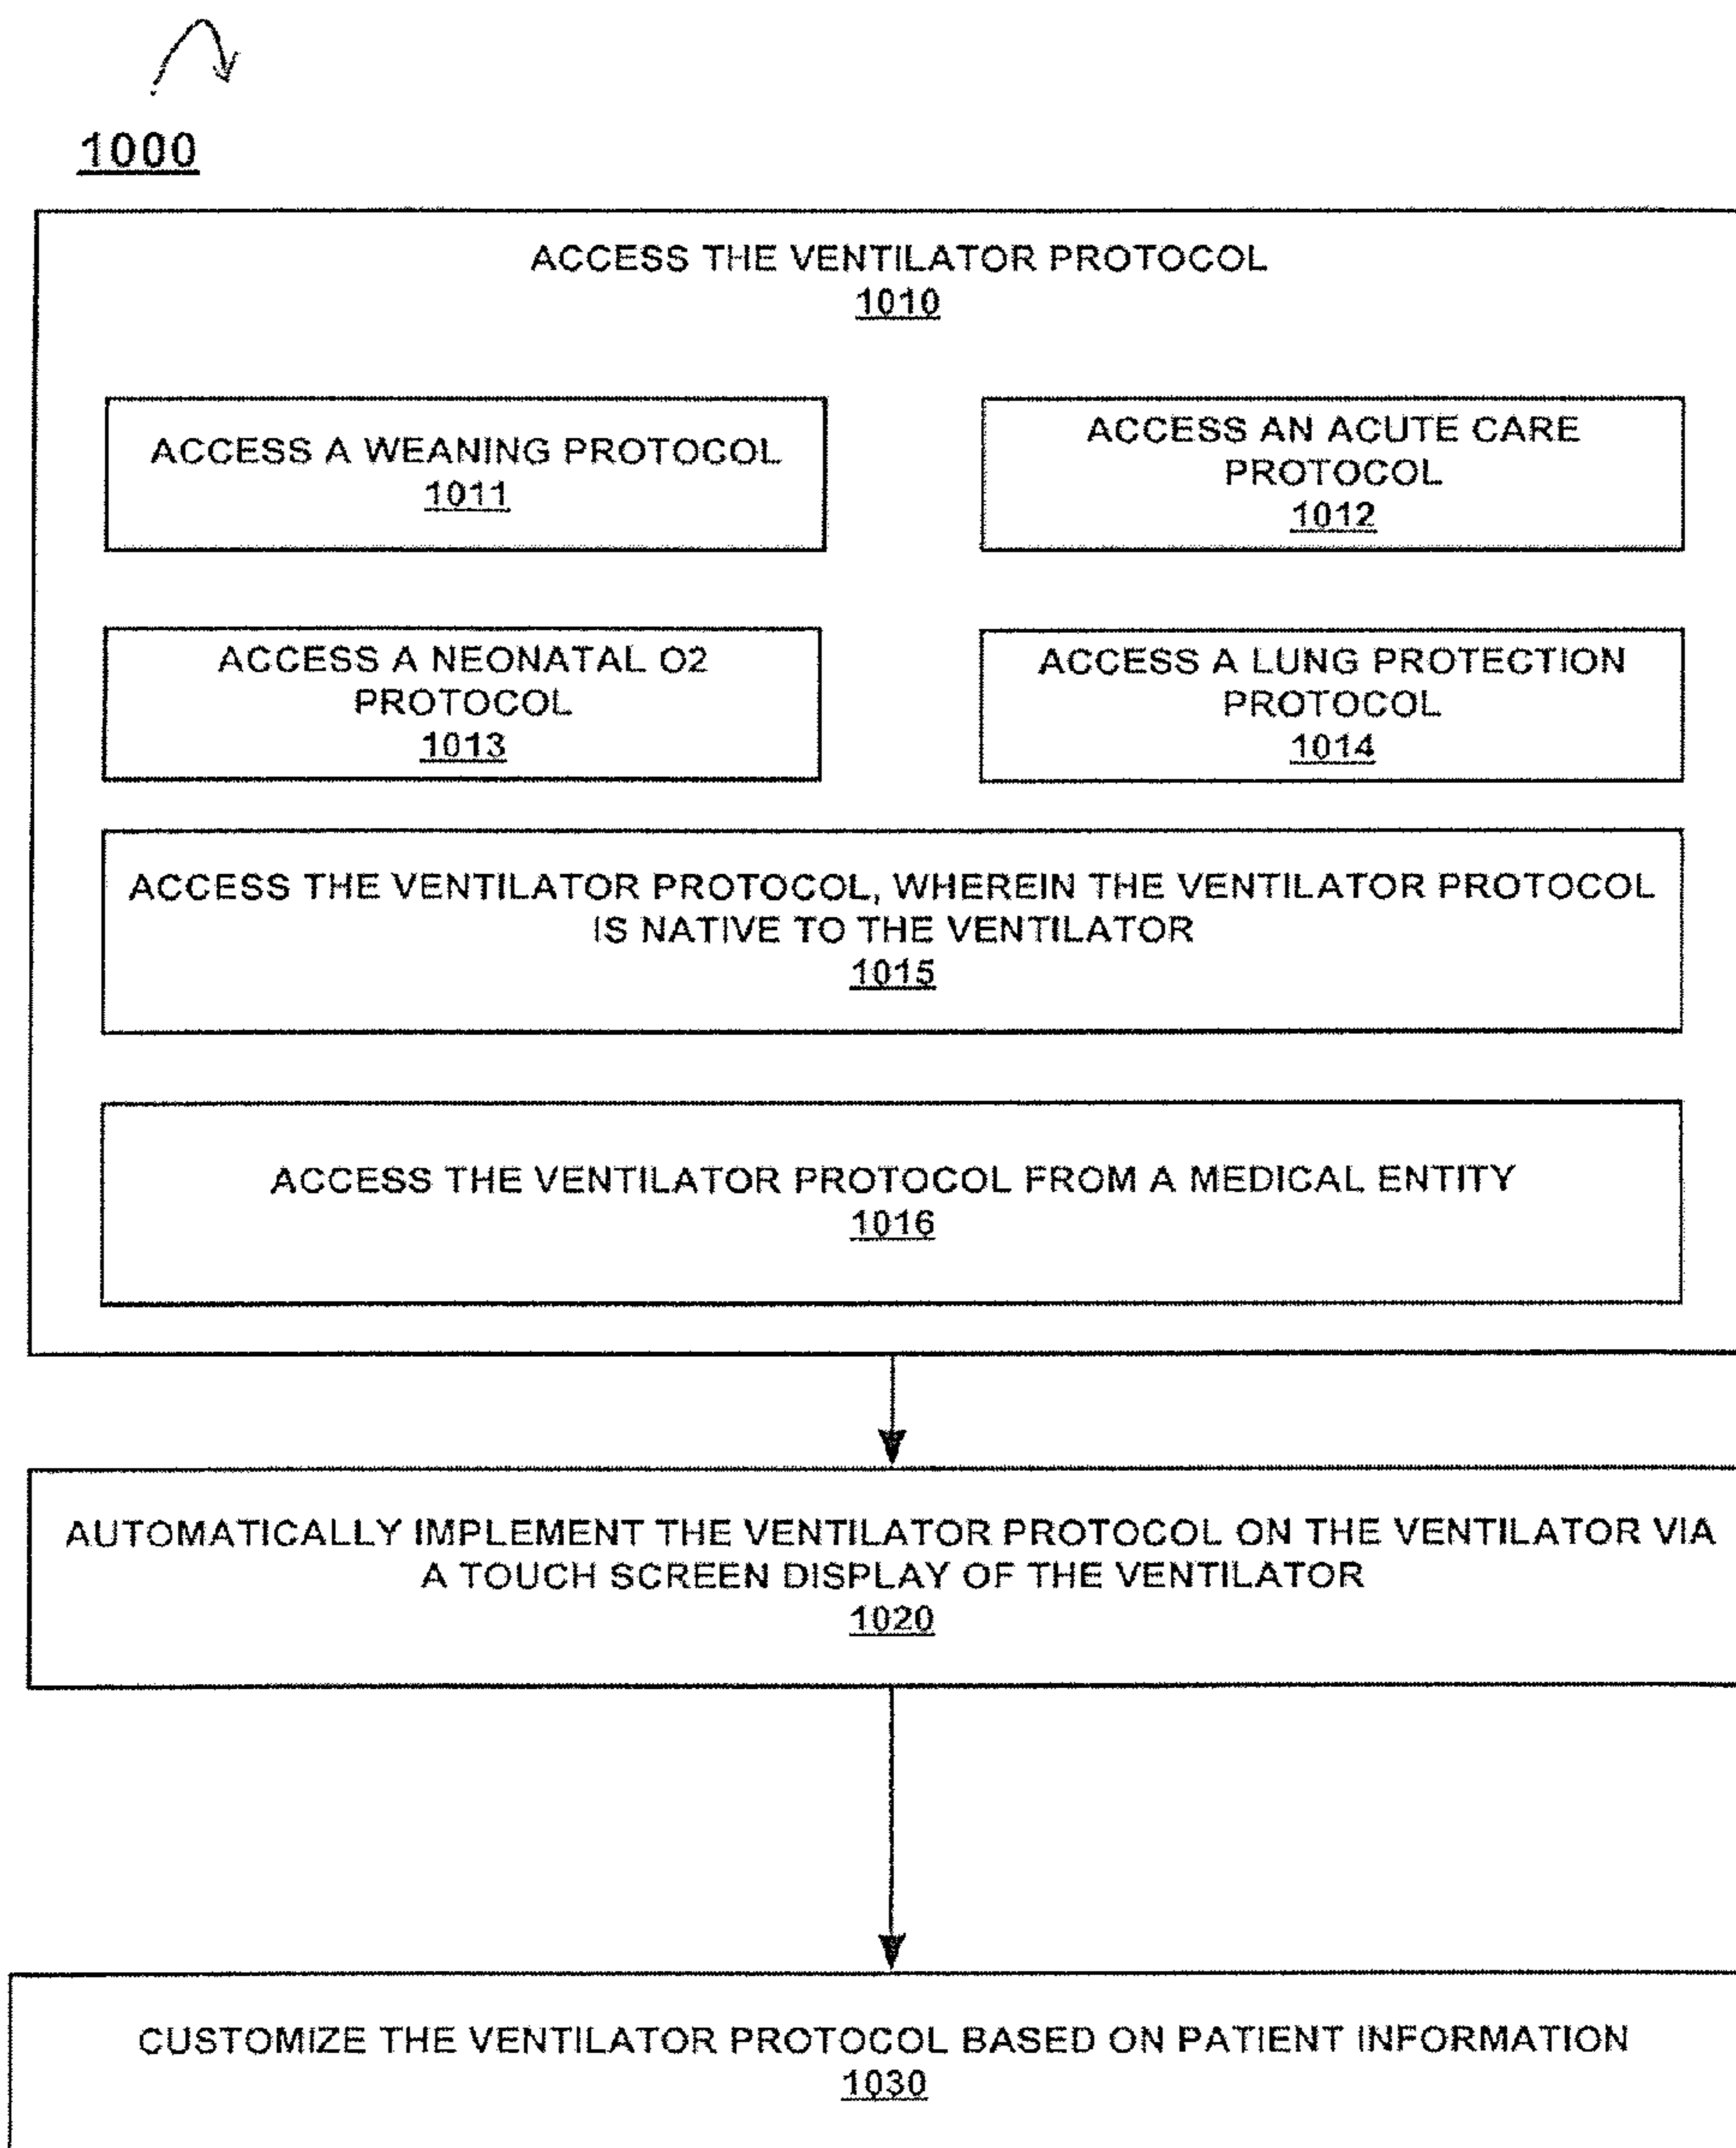 1000
ACCESS THE VENTILATOR PROTOCOL
1010
ACCESS A WEANING PROTOCOL
1011
ACCESS AN ACUTE CARE
PROTOCOL
1012
ACCESS A NEONATAL O2
PROTOCOL
1013
ACCESS A LUNG PROTECTION
PROTOCOL
1014
ACCESS THE VENTILATOR PROTOCOL, WHEREIN THE VENTILATOR PROTOCOL
IS NATIVE TO THE VENTILATOR
1015
ACCESS THE VENTILATOR PROTOCOL FROM A MEDICAL ENTITY
1016
AUTOMATICALLY IMPLEMENT THE VENTILATOR PROTOCOL ON THE VENTILATOR VIA
A TOUCH SCREEN DISPLAY OF THE VENTILATOR
1020
CUSTOMIZE THE VENTILATOR PROTOCOL BASED ON PATIENT INFORMATION
1030